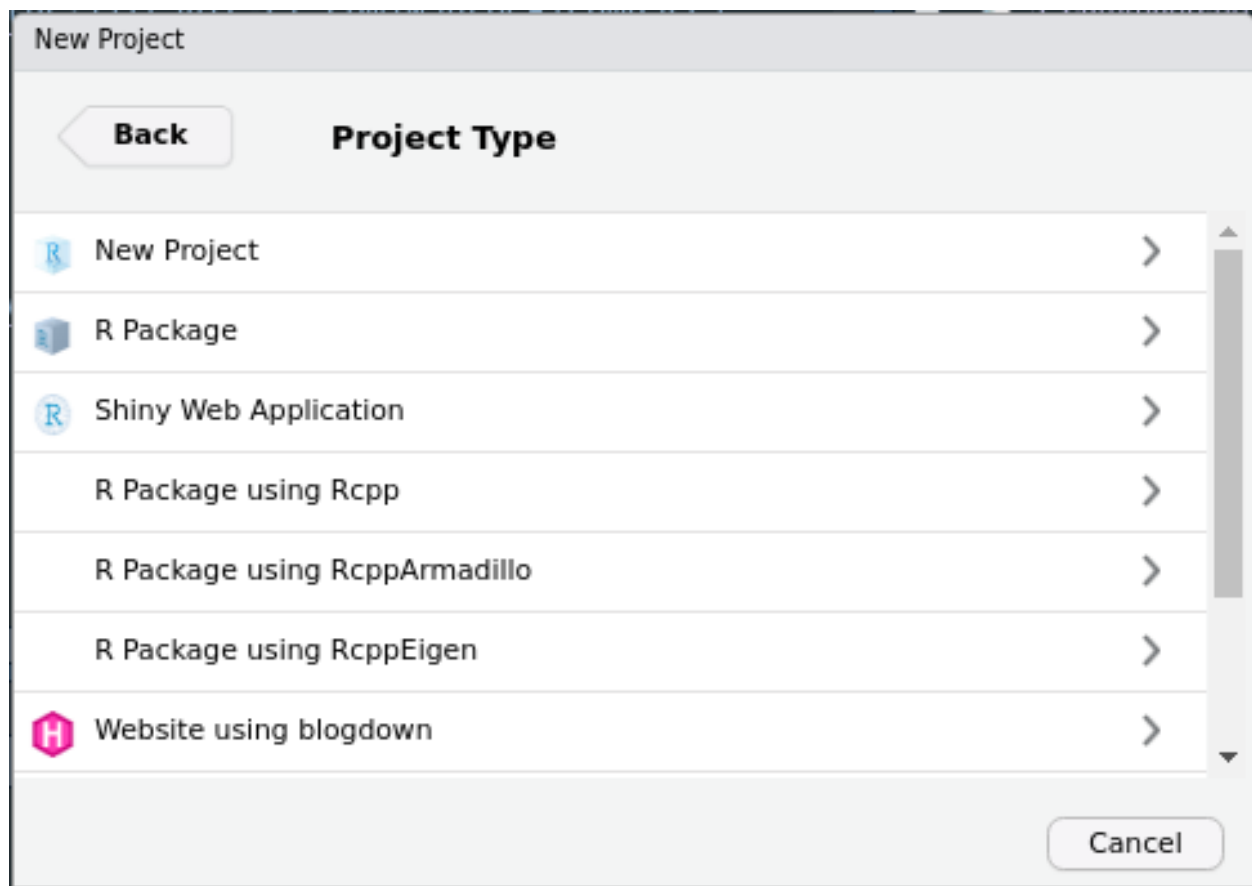 New Project
Back
Project Type
New Project
R Package
Shiny Web Application
R Package using Rcpp
R Package using RcppArmadillo
R Package using RcppEigen
Website using blogdown
Cancel